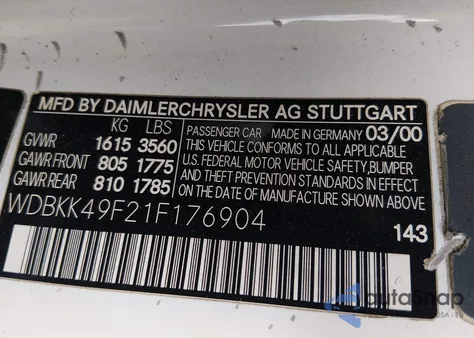 MFD BY DAIMLERCHRYSLER AG STUTTGART
KG LBS
GVWR 1615 3560
GAWR FRONT 805 1775
GAWR REAR 810 1785
PASSENGER CAR MADE IN GERMANY 03/00
THIS VEHICLE CONFORMS TO ALL APPLICABLE
U.S. FEDERAL MOTOR VEHICLE SAFETY, BUMPER
AND THEFT PREVENTION STANDARDS IN EFFECT ON
DATE OF MANUFACTURE SHOWN ABOVE
WDBKK49F21F176904
143
autoSnap